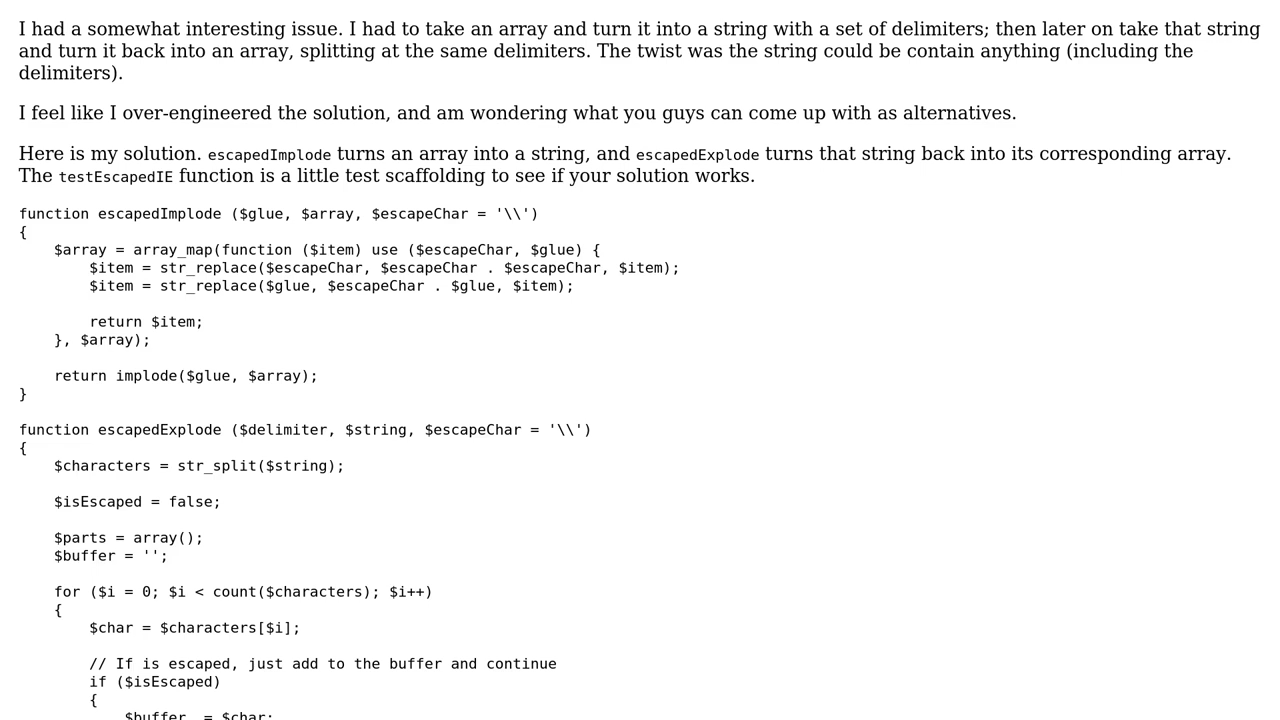 I had a somewhat interesting issue. I had to take an array and turn it into a string with a set of delimiters; then later on take that string
and turn it back into an array, splitting at the same delimiters. The twist was the string could be contain anything (including the
delimiters).
I feel like I over-engineered the solution, and am wondering what you guys can come up with as alternatives.
Here is my solution. escapedImplode turns an array into a string, and escapedExplode turns that string back into its corresponding array.
The testEscapedIE function is a little test scaffolding to see if your solution works.
function escapedImplode ($glue, $array, $escapeChar = '\\')
{
    $array = array_map(function ($item) use ($escapeChar, $glue) {
        $item = str_replace($escapeChar, $escapeChar . $escapeChar, $item);
        $item = str_replace($glue, $escapeChar . $glue, $item);
        return $item;
    }, $array);
    return implode($glue, $array);
}
function escapedExplode ($delimiter, $string, $escapeChar = '\\')
{
    $characters = str_split($string);
    $isEscaped = false;
    $parts = array();
    $buffer = '';
    for ($i = 0; $i < count($characters); $i++)
    {
        $char = $characters[$i];
        // If is escaped, just add to the buffer and continue
        if ($isEscaped)
        {
            $buffer .= $char;